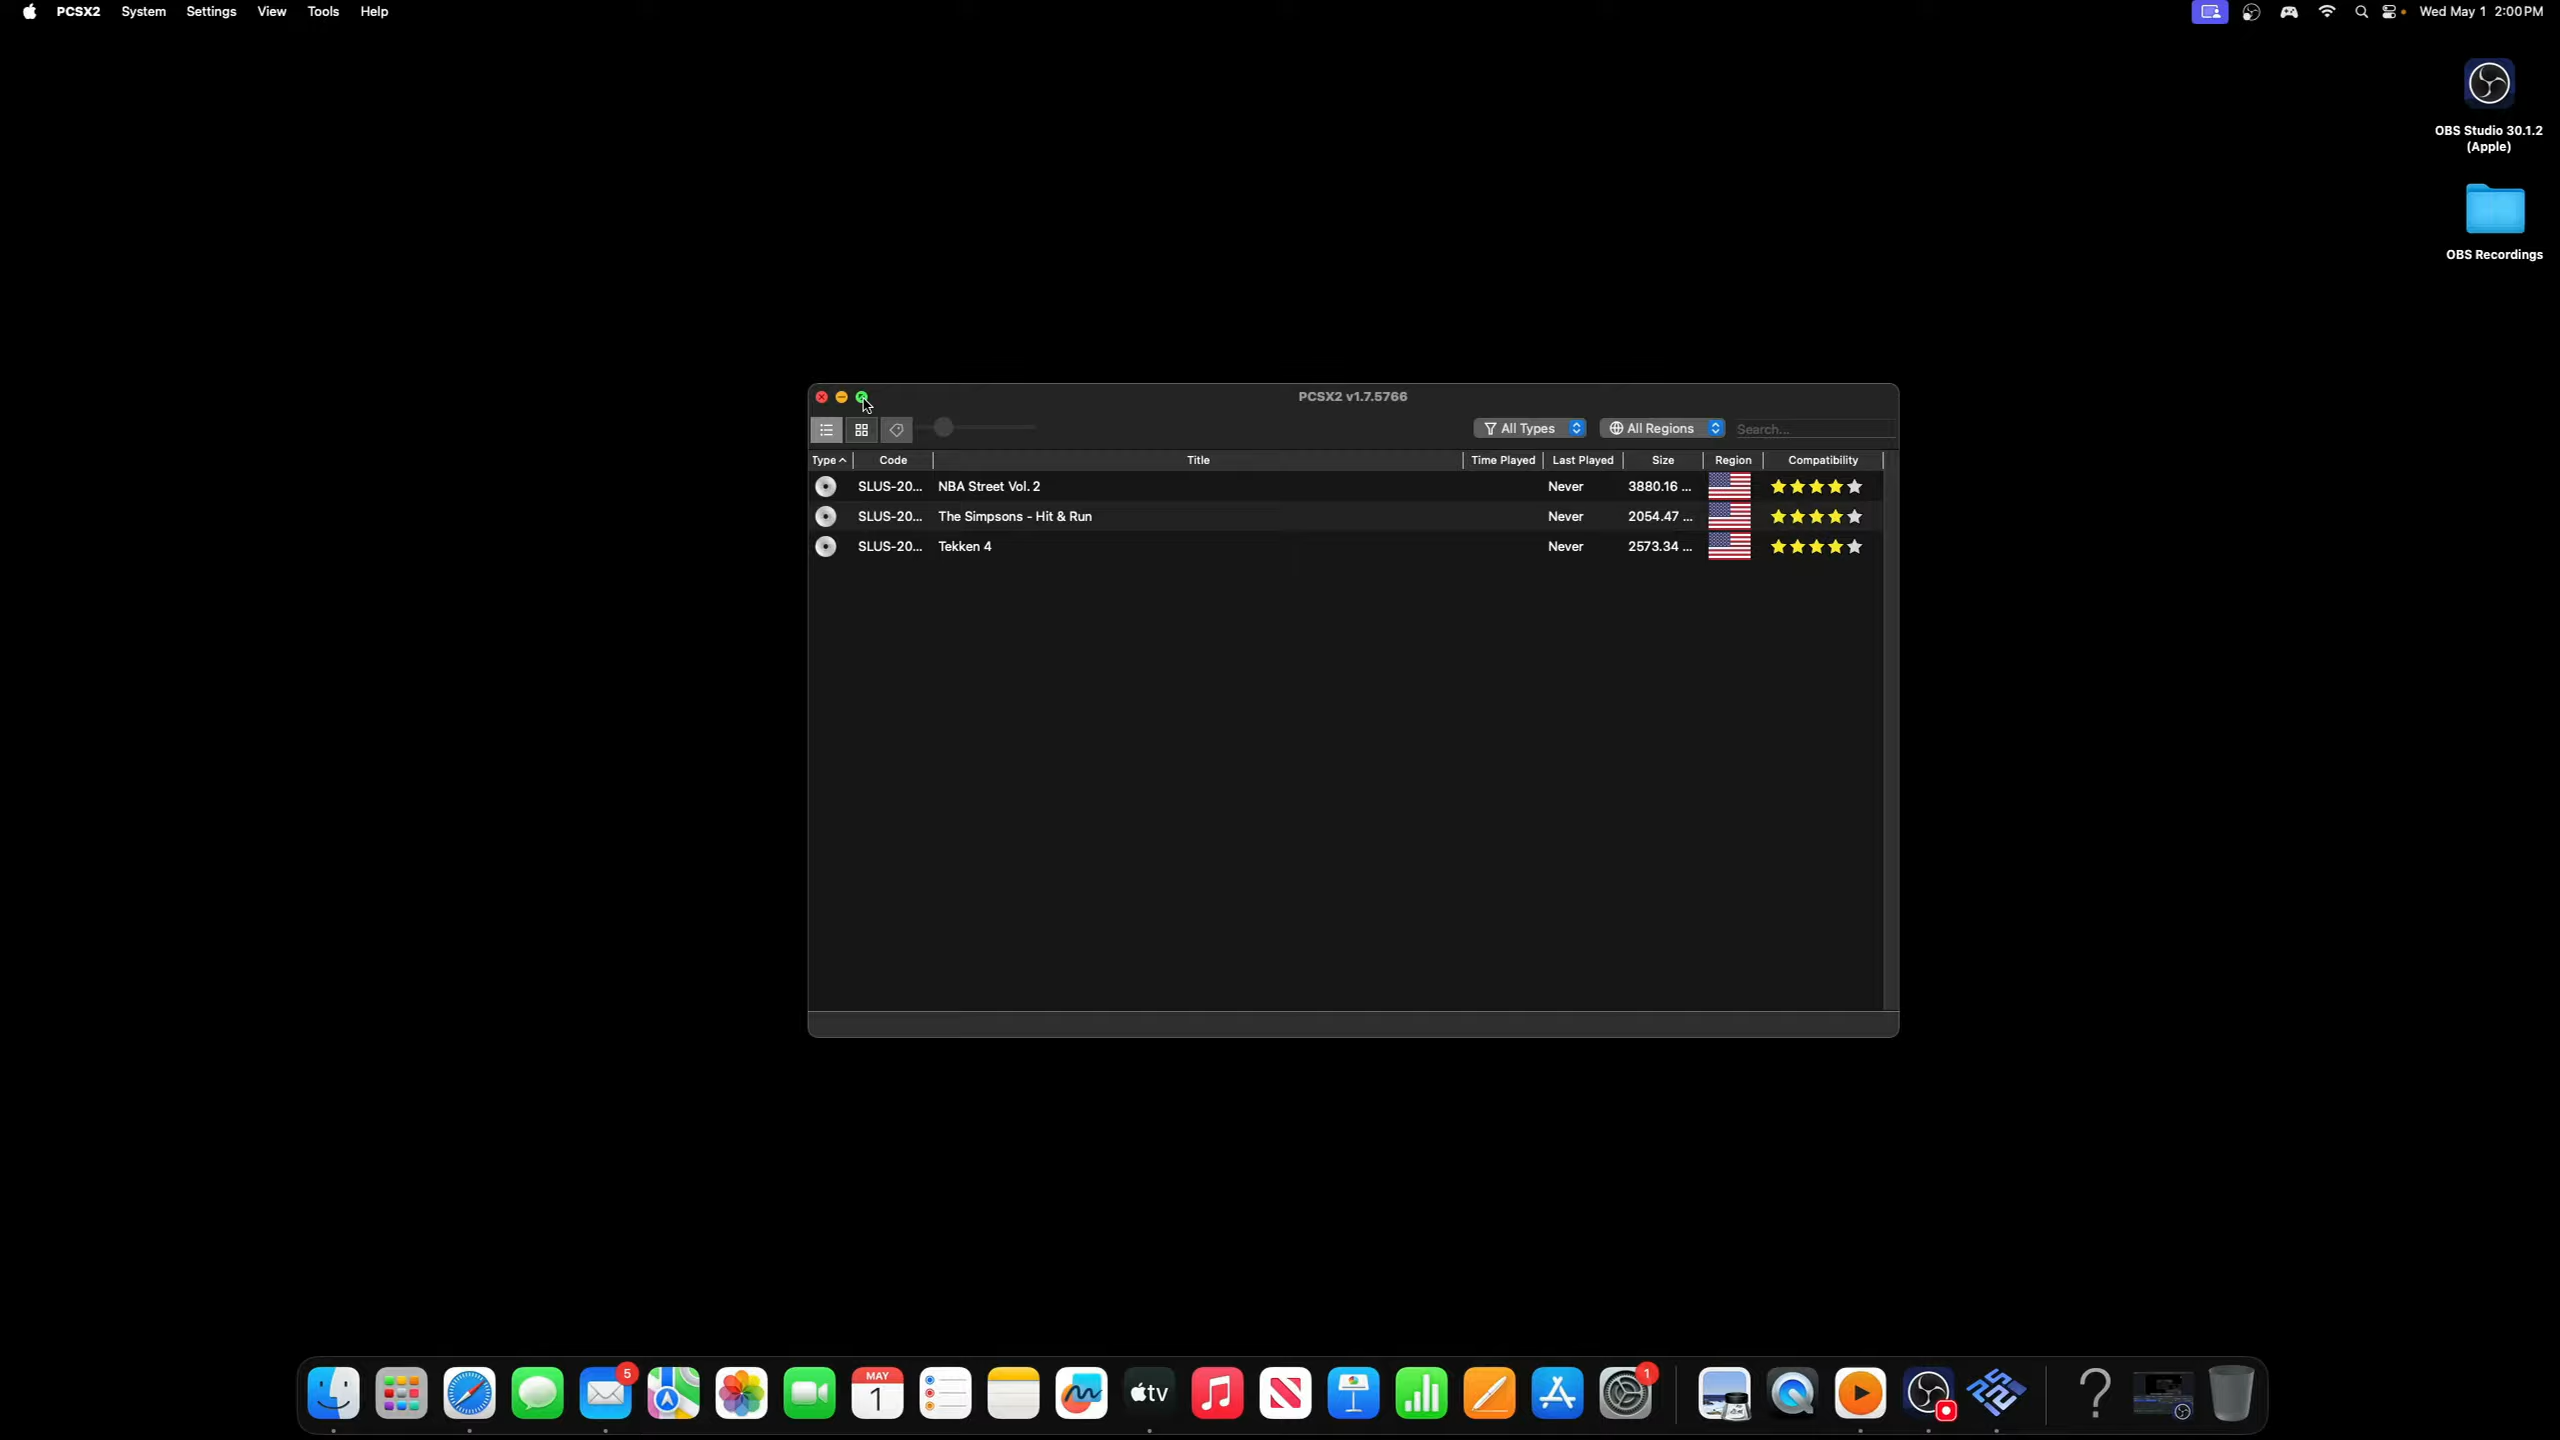 PCSX2 System Settings View Tools Help Wed May 1 2:00 PM
OBS Studio 30.1.2
(Apple)
OBS Recordings
PCSX2 v1.7.5766
All Types All Regions Search...
Type Code Title Time Played Last Played Size Region Compatibility
SLUS-20... NBA Street Vol. 2 Never 3880.16 ...
SLUS-20... The Simpsons - Hit & Run Never 2054.47 ...
SLUS-20... Tekken 4 Never 2573.34 ...
5 MAY 1 tv 1